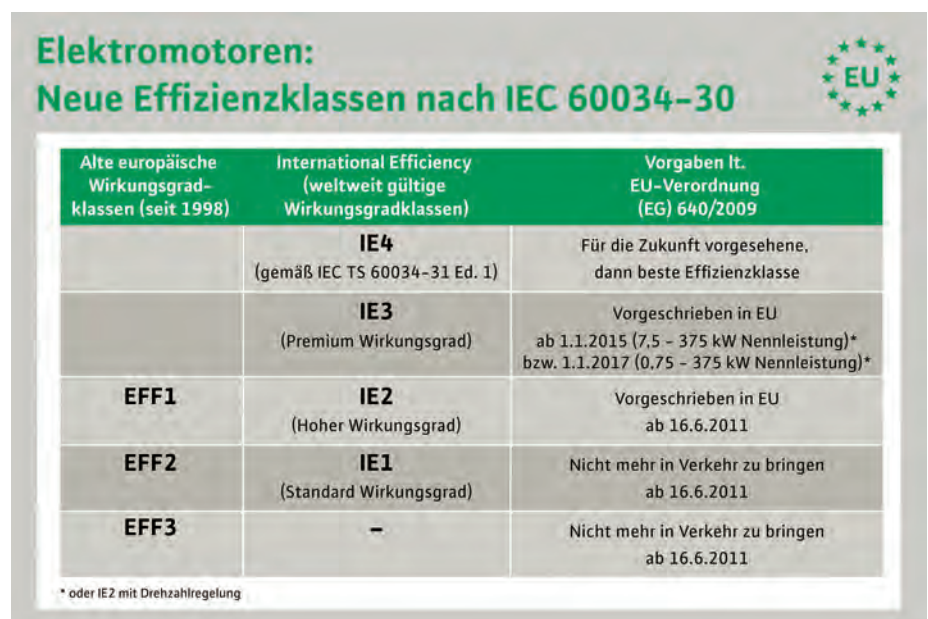 Elektromotoren:
Neue Effizienzklassen nach IEC 60034-30
EU
Alte europäische
Wirkungsgrad-
klassen (seit 1998)
International Efficiency
(weltweit gültige
Wirkungsgradklassen)
Vorgaben lt.
EU-Verordnung
(EG) 640/2009
IE4
(gemäß IEC TS 60034-31 Ed. 1)
Für die Zukunft vorgesehene,
dann beste Effizienzklasse
IE3
(Premium Wirkungsgrad)
Vorgeschrieben in EU
ab 1.1.2015 (7,5 – 375 kW Nennleistung)*
bzw. 1.1.2017 (0,75 – 375 kW Nennleistung)*
EFF1
IE2
(Hoher Wirkungsgrad)
Vorgeschrieben in EU
ab 16.6.2011
EFF2
IE1
(Standard Wirkungsgrad)
Nicht mehr in Verkehr zu bringen
ab 16.6.2011
EFF3
–
Nicht mehr in Verkehr zu bringen
ab 16.6.2011
* oder IE2 mit Drehzahlregelung